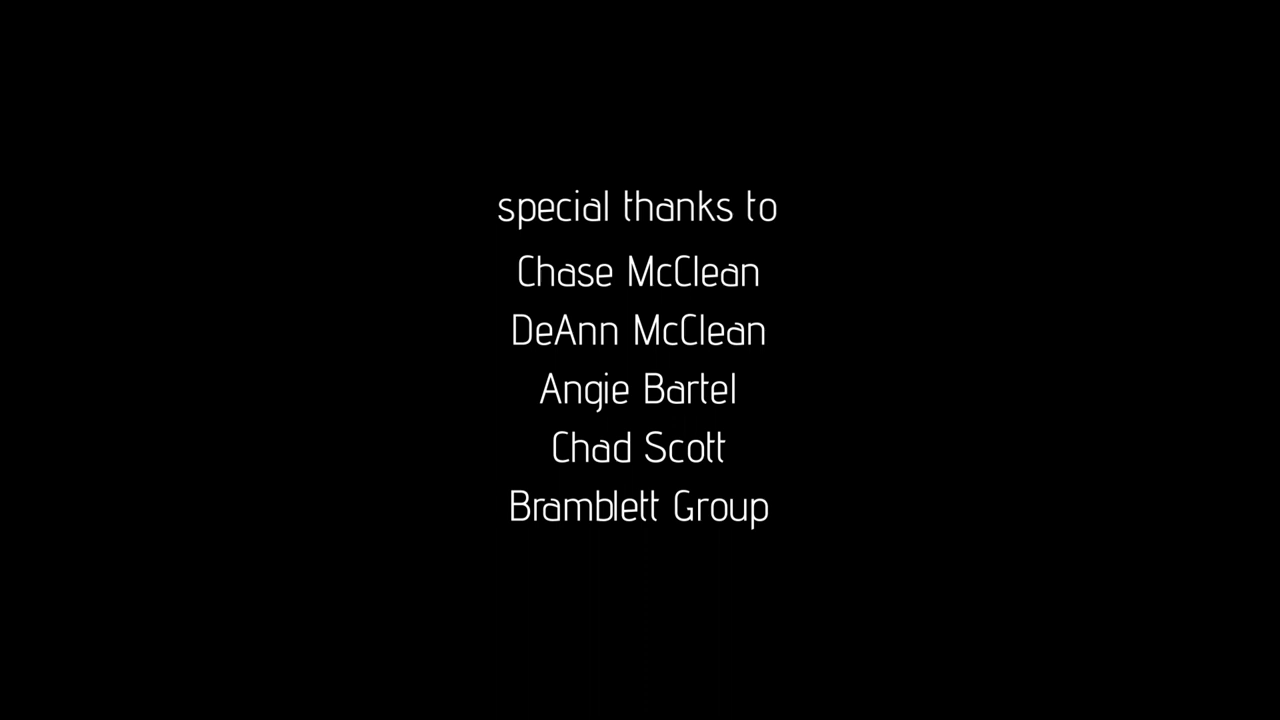 special thanks to
Chase McClean
DeAnn McClean
Angie Bartel
Chad Scott
Bramblett Group